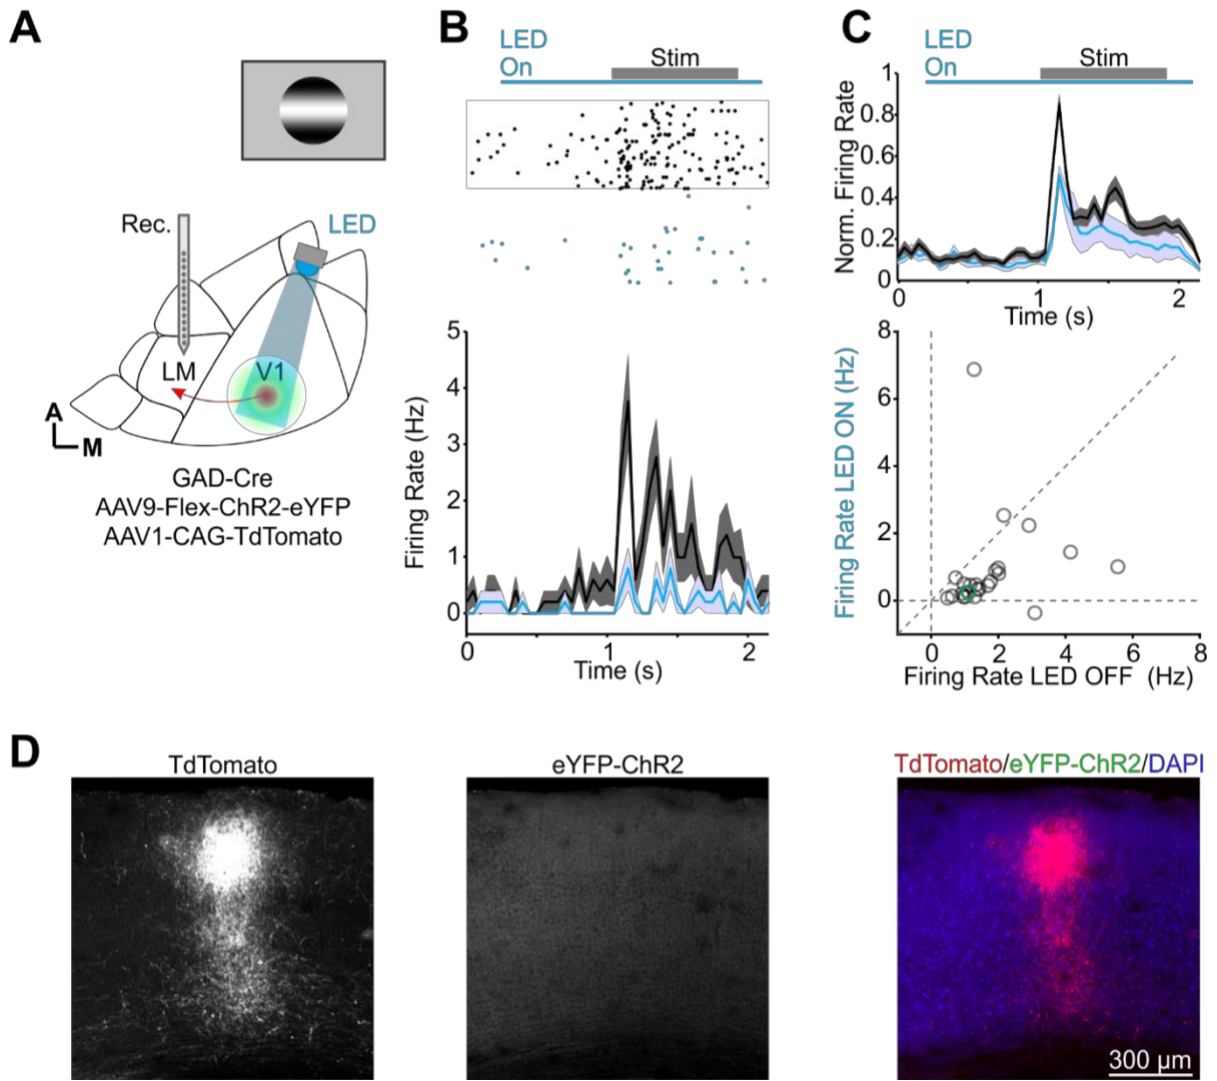 A
Rec.
LED
LM
V1
A
M
GAD-Cre
AAV9-Flex-ChR2-eYFP
AAV1-CAG-TdTomato
B
LED
On
Stim
Firing Rate (Hz)
5
4
3
2
1
0
0
1
2
Time (s)
C
LED
On
Stim
Norm. Firing Rate
1
0.8
0.6
0.4
0.2
0
0
1
2
Time (s)
Firing Rate LED ON (Hz)
8
6
4
2
0
0
2
4
6
8
Firing Rate LED OFF (Hz)
D
TdTomato
eYFP-ChR2
TdTomato/eYFP-ChR2/DAPI
300 µm